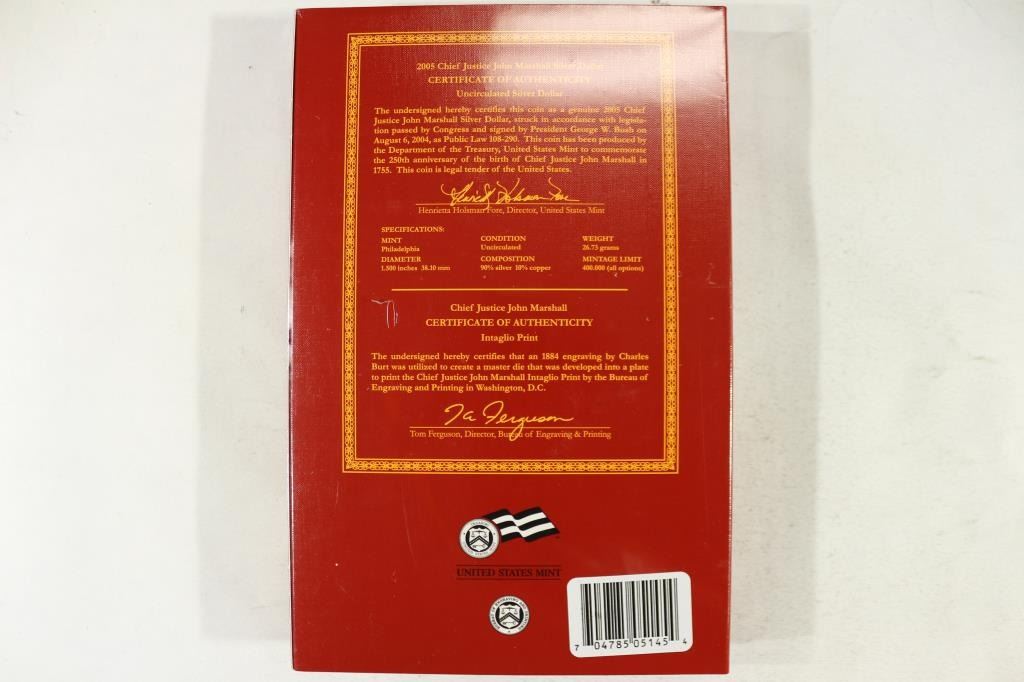 2005 Chief Justice John Marshall Silver Dollar
CERTIFICATE OF AUTHENTICITY
Uncirculated Silver Dollar
The undersigned hereby certifies this coin as a genuine 2005 Chief
Justice John Marshall Silver Dollar, struck in accordance with legisla-
tion passed by Congress and signed by President George W. Bush on
August 6, 2004, as Public Law 108-290. This coin has been produced by
the Department of the Treasury, United States Mint to commemorate
the 250th anniversary of the birth of Chief Justice John Marshall in
1755. This coin is legal tender of the United States.
Henrietta Holsman Fore
Henrietta Holsman Fore, Director, United States Mint
SPECIFICATIONS:
MINT CONDITION WEIGHT
Philadelphia Uncirculated 26.73 grams
DIAMETER COMPOSITION MINTAGE LIMIT
1.500 inches 38.10 mm 90% silver 10% copper 400,000 (all options)
Chief Justice John Marshall
CERTIFICATE OF AUTHENTICITY
Intaglio Print
The undersigned hereby certifies that an 1884 engraving by Charles
Burt was utilized to create a master die that was developed into a plate
to print the Chief Justice John Marshall Intaglio Print by the Bureau of
Engraving and Printing in Washington, D.C.
T A Ferguson
Tom Ferguson, Director, Bureau of Engraving & Printing
UNITED STATES MINT
7 04785 05145 4